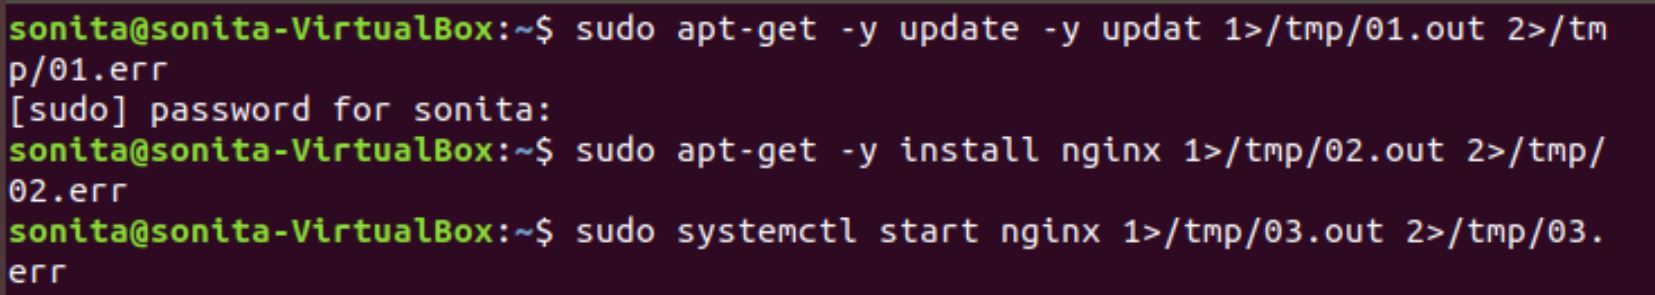 sonita@sonita-VirtualBox:~$ sudo apt-get -y update -y updat 1>/tmp/01.out 2>/tm
p/01.err
[sudo] password for sonita:
sonita@sonita-VirtualBox:~$ sudo apt-get -y install nginx 1>/tmp/02.out 2>/tmp/
02.err
sonita@sonita-VirtualBox:~$ sudo systemctl start nginx 1>/tmp/03.out 2>/tmp/03.
err